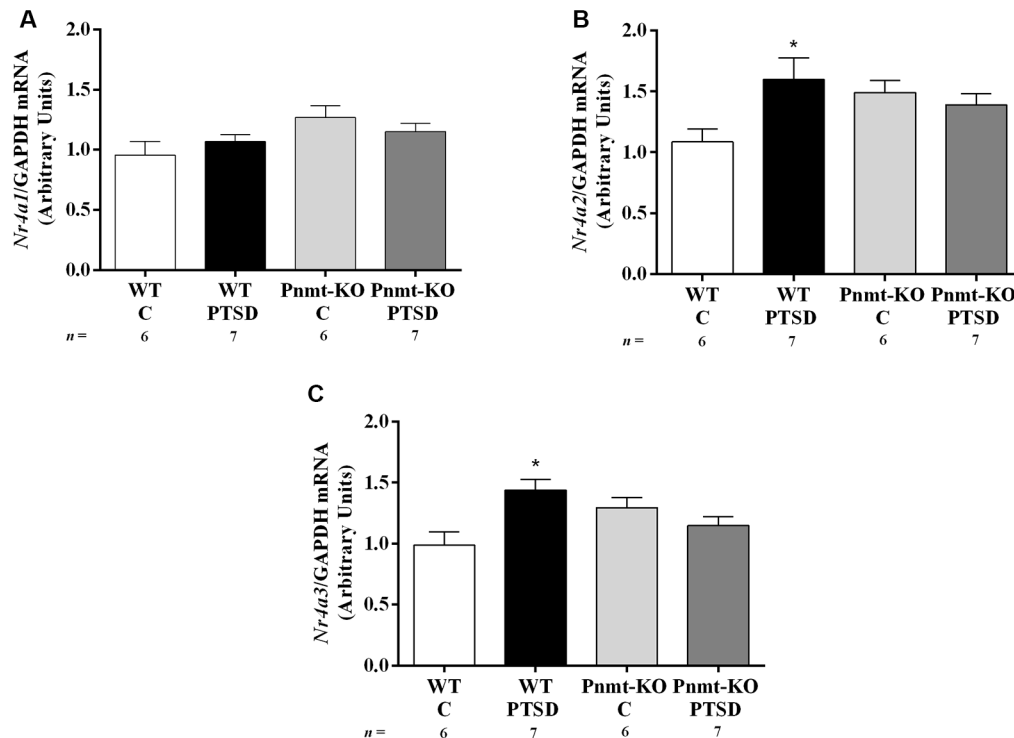 A
Nr4a1/GAPDH mRNA
(Arbitrary Units)
2.0
1.5
1.0
0.5
0.0
WT WT Pnmt-KO Pnmt-KO
C PTSD C PTSD
n = 6 7 6 7
B
Nr4a2/GAPDH mRNA
(Arbitrary Units)
2.0
1.5
1.0
0.5
0.0
*
WT WT Pnmt-KO Pnmt-KO
C PTSD C PTSD
n = 6 7 6 7
C
Nr4a3/GAPDH mRNA
(Arbitrary Units)
2.0
1.5
1.0
0.5
0.0
*
WT WT Pnmt-KO Pnmt-KO
C PTSD C PTSD
n = 6 7 6 7